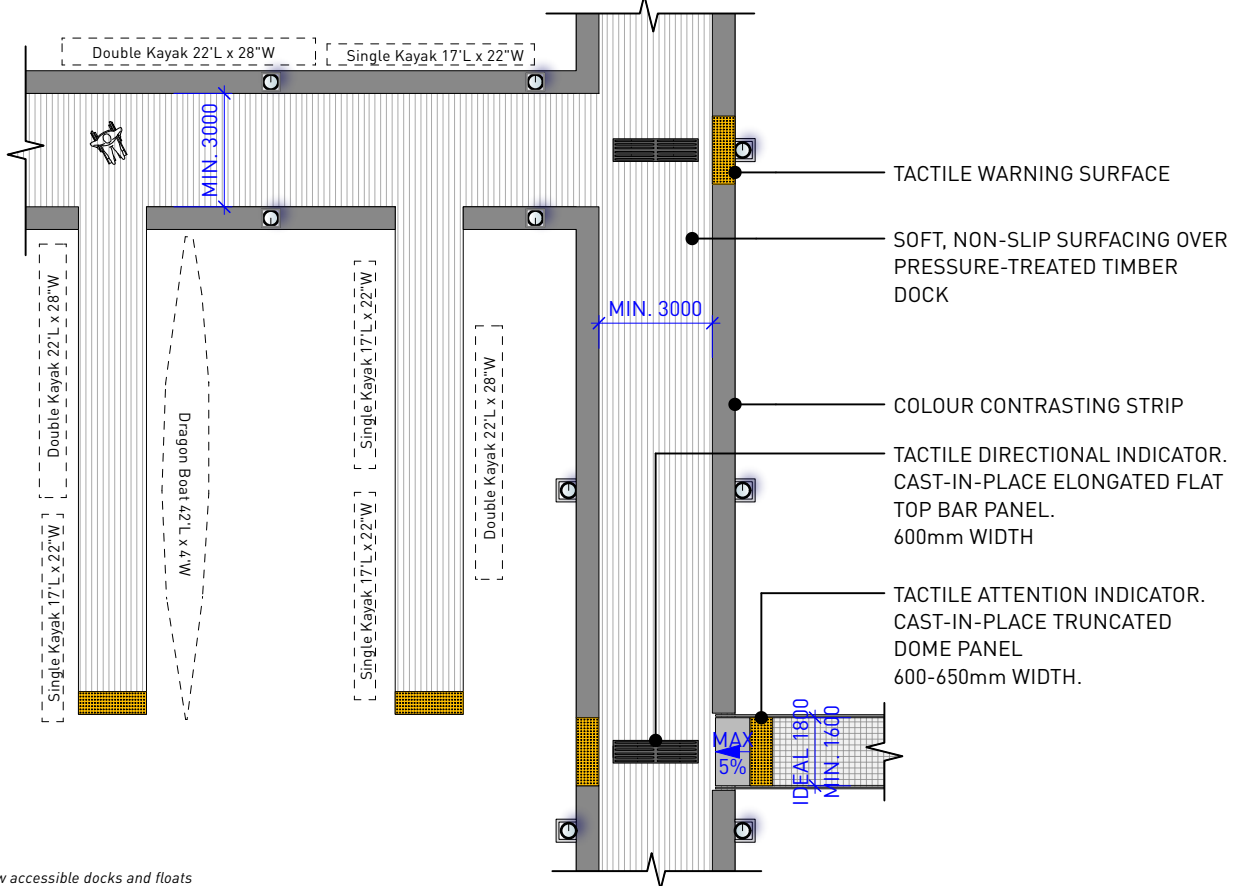 Double Kayak 22'L x 28"W
Single Kayak 17'L x 22"W
MIN. 3000
TACTILE WARNING SURFACE
SOFT, NON-SLIP SURFACING OVER
PRESSURE-TREATED TIMBER
DOCK
MIN. 3000
Double Kayak 22'L x 28"W
Single Kayak 17'L x 22"W
Dragon Boat 42'L x 4'W
Single Kayak 17'L x 22"W
Single Kayak 17'L x 22"W
Double Kayak 22'L x 28"W
COLOUR CONTRASTING STRIP
TACTILE DIRECTIONAL INDICATOR.
CAST-IN-PLACE ELONGATED FLAT
TOP BAR PANEL.
600mm WIDTH
TACTILE ATTENTION INDICATOR.
CAST-IN-PLACE TRUNCATED
DOME PANEL
600-650mm WIDTH.
MAX
5%
IDEAL 1800
MIN. 1600
accessible docks and floats